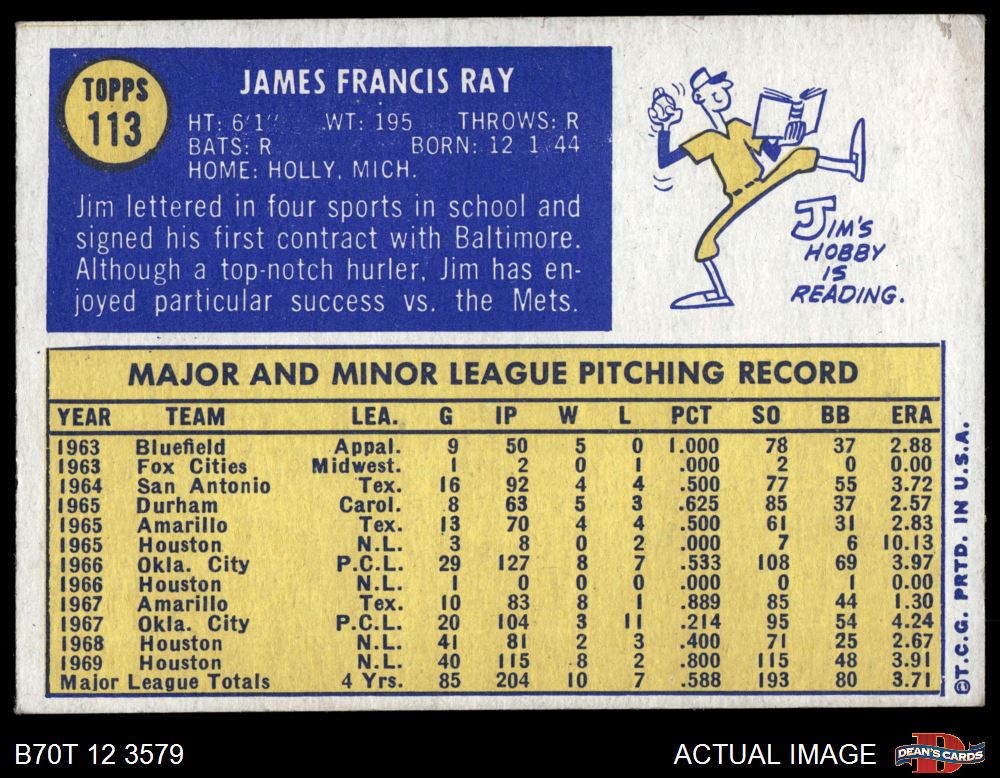 TOPPS
113
JAMES FRANCIS RAY
HT: 6'1" WT: 195 THROWS: R
BATS: R BORN: 12 1 44
HOME: HOLLY, MICH.
Jim lettered in four sports in school and
signed his first contract with Baltimore.
Although a top-notch hurler, Jim has en-
joyed particular success vs. the Mets.
JIM'S
HOBBY
IS
READING.
MAJOR AND MINOR LEAGUE PITCHING RECORD
YEAR TEAM LEA. G IP W L PCT SO BB ERA
1963 Bluefield Appal. 9 50 5 0 1.000 78 37 2.88
1963 Fox Cities Midwest. 1 2 0 1 .000 2 0 0.00
1964 San Antonio Tex. 16 92 4 4 .500 77 55 3.72
1965 Durham Carol. 8 63 5 3 .625 85 37 2.57
1965 Amarillo Tex. 13 70 4 4 .500 61 31 2.83
1965 Houston N.L. 3 8 0 2 .000 7 6 10.13
1966 Okla. City P.C.L. 29 127 8 7 .533 108 69 3.97
1966 Houston N.L. 1 0 0 0 .000 0 1 0.00
1967 Amarillo Tex. 10 83 8 1 .889 85 44 1.30
1967 Okla. City P.C.L. 20 104 3 11 .214 95 54 4.24
1968 Houston N.L. 41 81 2 3 .400 71 25 2.67
1969 Houston N.L. 40 115 8 2 .800 115 48 3.91
Major League Totals 4 Yrs. 85 204 10 7 .588 193 80 3.71
©T.C.G. PRTD. IN U.S.A.
B70T 12 3579
ACTUAL IMAGE
DEAN'S CARDS